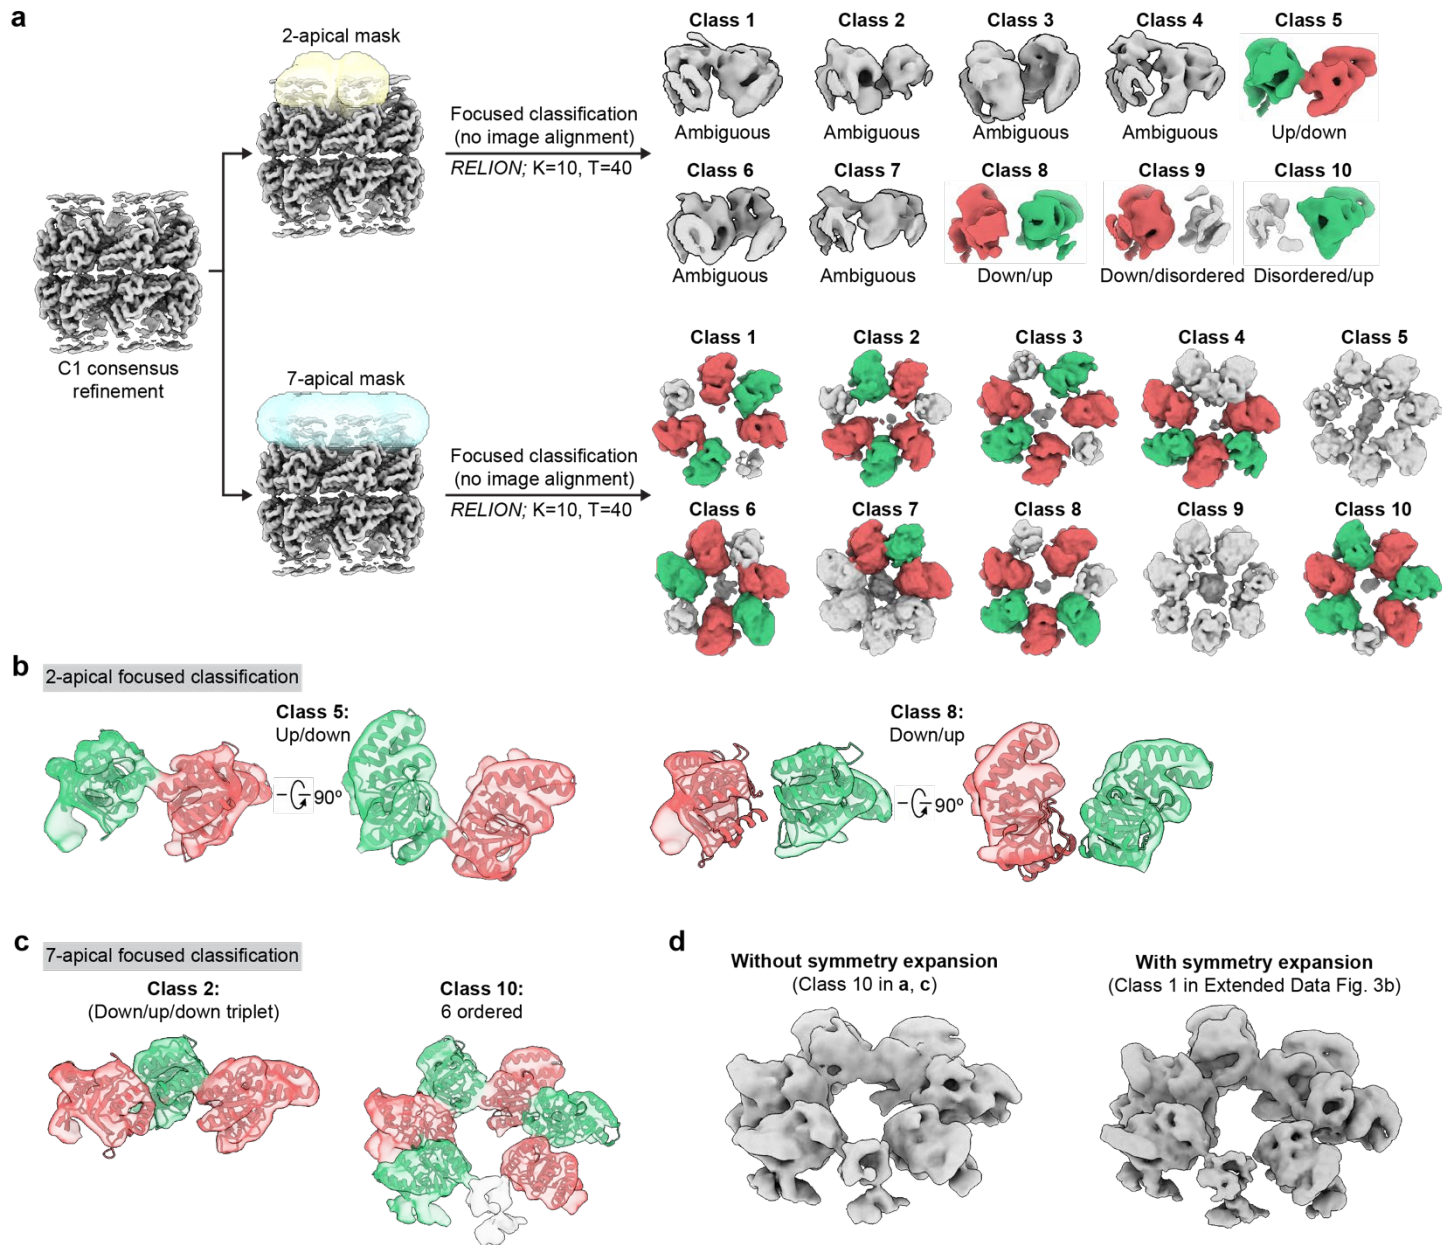 a
2-apical mask
Focused classification
(no image alignment)
RELION; K=10, T=40
C1 consensus
refinement
7-apical mask
Focused classification
(no image alignment)
RELION; K=10, T=40
Class 1
Class 2
Class 3
Class 4
Class 5
Ambiguous
Ambiguous
Ambiguous
Ambiguous
Up/down
Class 6
Class 7
Class 8
Class 9
Class 10
Ambiguous
Ambiguous
Down/up
Down/disordered
Disordered/up
Class 1
Class 2
Class 3
Class 4
Class 5
Class 6
Class 7
Class 8
Class 9
Class 10
b
2-apical focused classification
Class 5:
Up/down
90º
Class 8:
Down/up
90º
c
7-apical focused classification
Class 2:
(Down/up/down triplet)
Class 10:
6 ordered
d
Without symmetry expansion
(Class 10 in a, c)
With symmetry expansion
(Class 1 in Extended Data Fig. 3b)